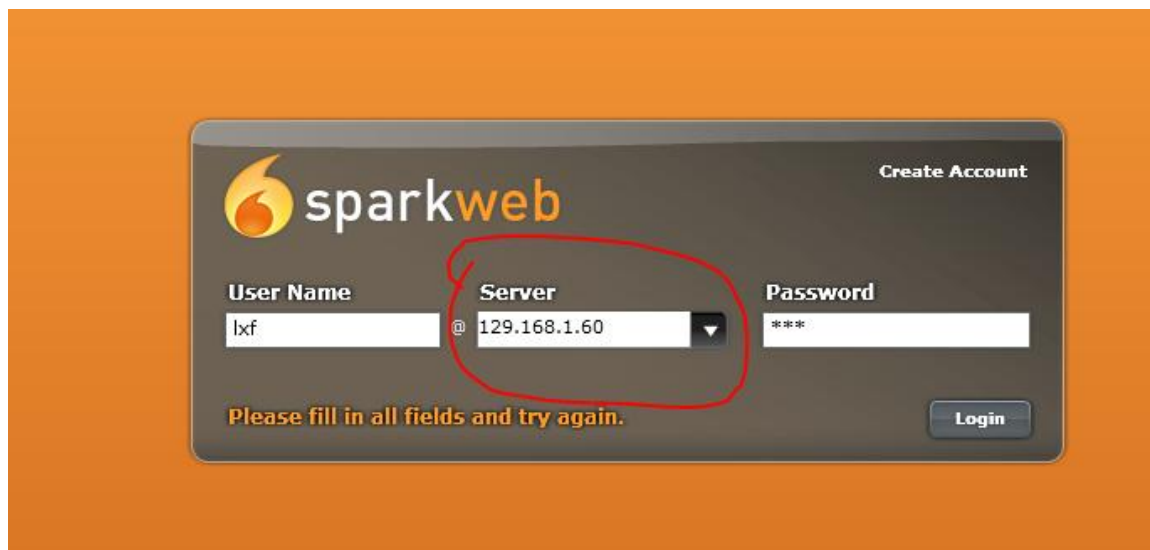 Create Account
sparkweb
User Name Server Password
lxf @ 129.168.1.60 ***
Please fill in all fields and try again. Login